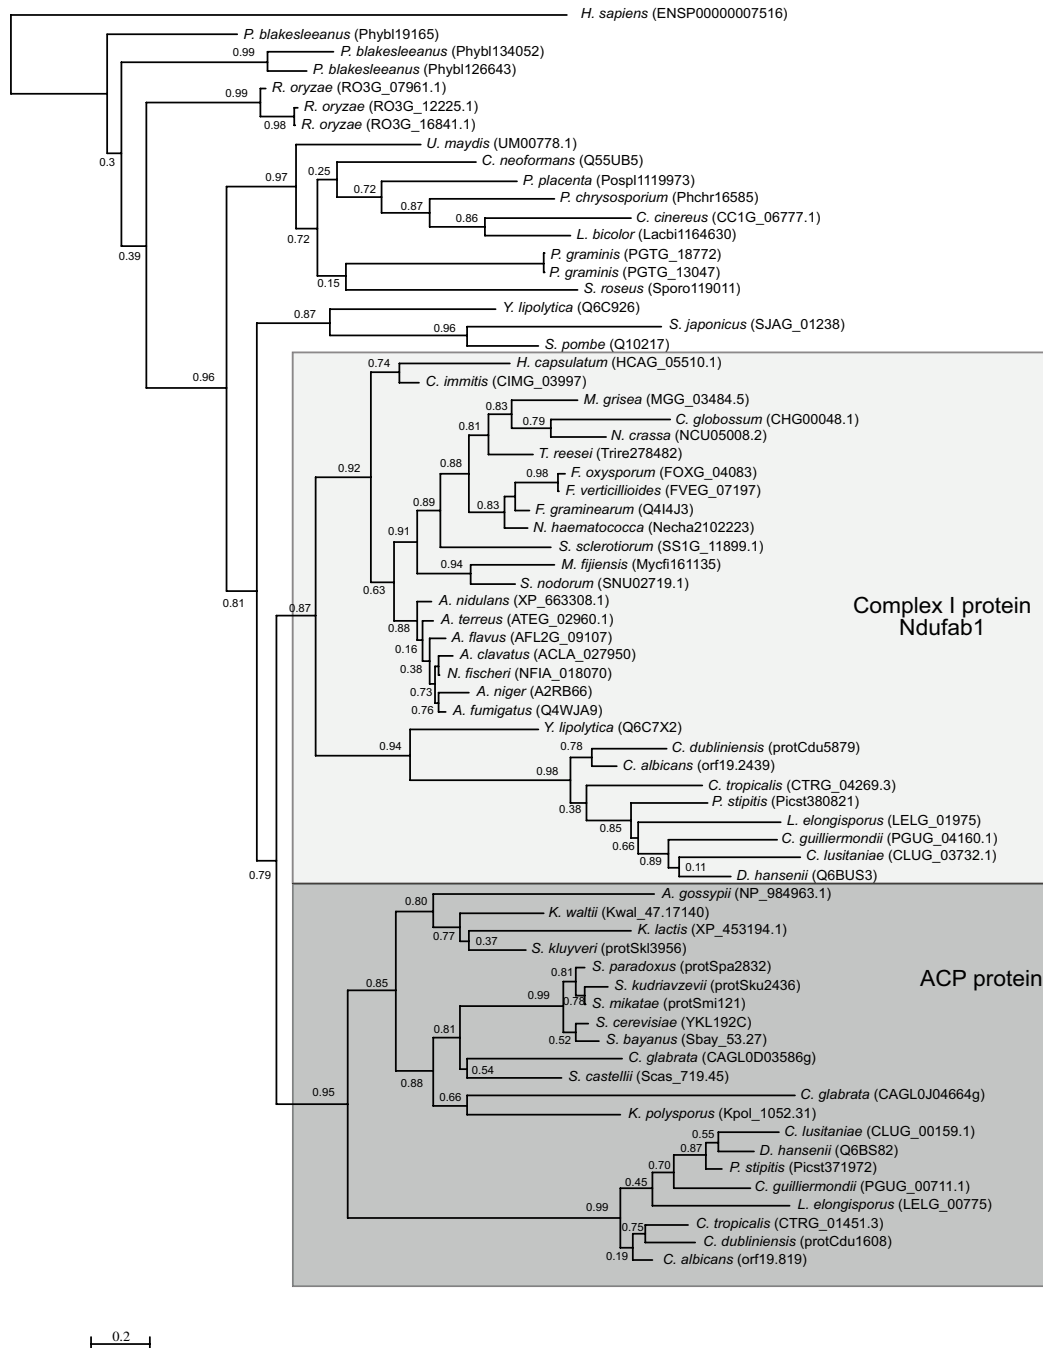 H. sapiens (ENSP00000007516)
P. blakesleeanus (Phybl19165)
0.99
P. blakesleeanus (Phybl134052)
P. blakesleeanus (Phybl126643)
0.3
0.99
R. oryzae (RO3G_07961.1)
R. oryzae (RO3G_12225.1)
0.98
R. oryzae (RO3G_16841.1)
0.39
U. maydis (UM00778.1)
0.97
0.25
C. neoformans (Q55UB5)
0.72
P. placenta (Pospl1119973)
0.87
P. chrysosporium (Phchr16585)
0.86
C. cinereus (CC1G_06777.1)
L. bicolor (Lacbi1164630)
0.72
P. graminis (PGTG_18772)
P. graminis (PGTG_13047)
0.15
S. roseus (Sporo119011)
0.96
0.87
Y. lipolytica (Q6C926)
0.96
S. japonicus (SJAG_01238)
S. pombe (Q10217)
0.81
0.74
H. capsulatum (HCAG_05510.1)
C. immitis (CIMG_03997)
0.92
0.83
M. grisea (MGG_03484.5)
0.79
C. globossum (CHG00048.1)
N. crassa (NCU05008.2)
0.81
T. reesei (Trire278482)
0.88
0.98
F. oxysporum (FOXG_04083)
F. verticillioides (FVEG_07197)
0.83
F. graminearum (Q4I4J3)
N. haematococca (Necha2102223)
0.89
S. sclerotiorum (SS1G_11899.1)
0.91
0.94
M. fijiensis (Mycfi161135)
S. nodorum (SNU02719.1)
0.63
A. nidulans (XP_663308.1)
0.88
A. terreus (ATEG_02960.1)
0.16
A. flavus (AFL2G_09107)
0.38
A. clavatus (ACLA_027950)
N. fischeri (NFIA_018070)
0.73
A. niger (A2RB66)
0.76
A. fumigatus (Q4WJA9)
0.87
Complex I protein
Ndufab1
0.94
Y. lipolytica (Q6C7X2)
0.98
0.78
C. dubliniensis (protCdu5879)
C. albicans (orf19.2439)
0.38
C. tropicalis (CTRG_04269.3)
0.85
P. stipitis (Picst380821)
0.66
L. elongisporus (LELG_01975)
0.89
C. guilliermondii (PGUG_04160.1)
C. lusitaniae (CLUG_03732.1)
0.11
D. hansenii (Q6BUS3)
0.79
0.80
A. gossypii (NP_984963.1)
K. waltii (Kwal_47.17140)
0.77
K. lactis (XP_453194.1)
0.37
S. kluyveri (protSkl3956)
0.85
ACP protein
0.99
0.81
S. paradoxus (protSpa2832)
S. kudriavzevii (protSku2436)
0.78
S. mikatae (protSmi121)
S. cerevisiae (YKL192C)
0.52
S. bayanus (Sbay_53.27)
0.81
C. glabrata (CAGL0D03586g)
0.54
S. castellii (Scas_719.45)
0.88
0.66
C. glabrata (CAGL0J04664g)
K. polysporus (Kpol_1052.31)
0.95
0.55
C. lusitaniae (CLUG_00159.1)
0.87
D. hansenii (Q6BS82)
P. stipitis (Picst371972)
0.70
C. guilliermondii (PGUG_00711.1)
0.45
L. elongisporus (LELG_00775)
0.99
C. tropicalis (CTRG_01451.3)
0.75
C. dubliniensis (protCdu1608)
0.19
C. albicans (orf19.819)
0.2